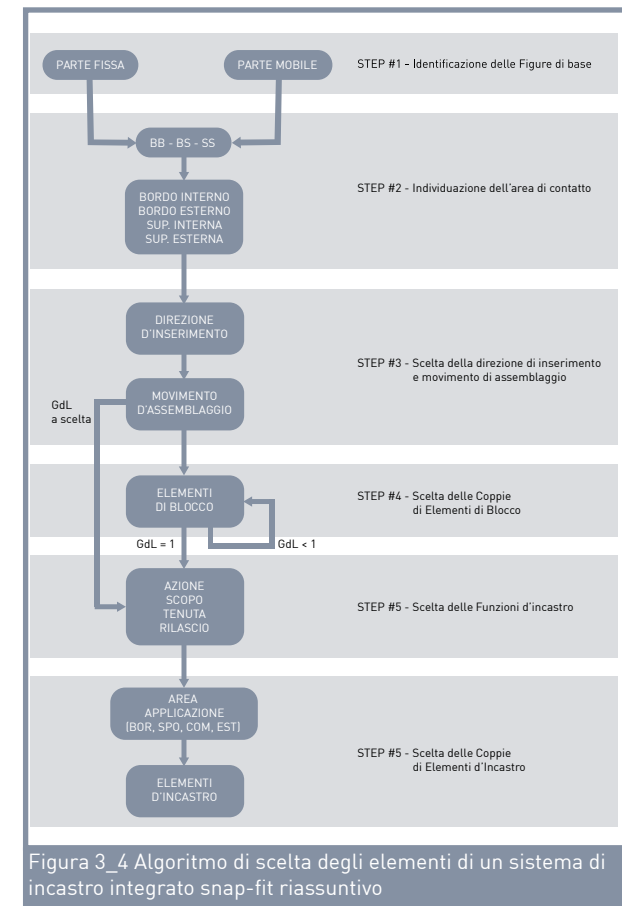 PARTE FISSA
PARTE MOBILE
STEP #1 - Identificazione delle Figure di base
BB - BS - SS
BORDO INTERNO
BORDO ESTERNO
SUP. INTERNA
SUP. ESTERNA
STEP #2 - Individuazione dell'area di contatto
DIREZIONE
D'INSERIMENTO
MOVIMENTO
D'ASSEMBLAGGIO
STEP #3 - Scelta della direzione di inserimento
e movimento di assemblaggio
GdL
a scelta
ELEMENTI
DI BLOCCO
STEP #4 - Scelta delle Coppie
di Elementi di Blocco
GdL = 1
GdL < 1
AZIONE
SCOPO
TENUTA
RILASCIO
STEP #5 - Scelta delle Funzioni d'incastro
AREA
APPLICAZIONE
(BOR, SPO, COM, EST)
ELEMENTI
D'INCASTRO
STEP #5 - Scelta delle Coppie
di Elementi d'Incastro
Figura 3_4 Algoritmo di scelta degli elementi di un sistema di
incastro integrato snap-fit riassuntivo